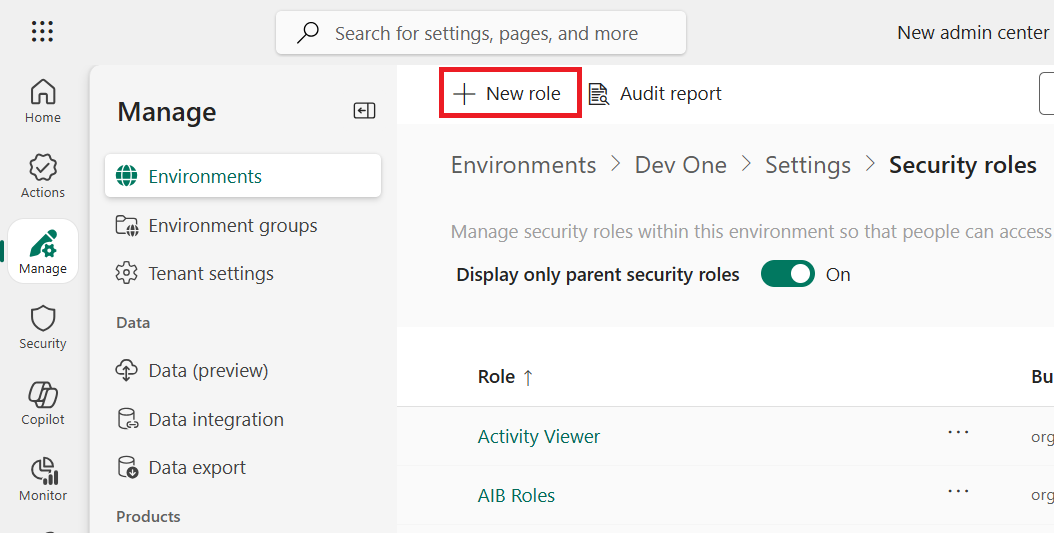 Search for settings, pages, and more
New admin center
Home
Actions
Manage
Security
Copilot
Monitor
Manage
Environments
Environment groups
Tenant settings
Data
Data (preview)
Data integration
Data export
Products
New role
Audit report
Environments > Dev One > Settings > Security roles
Manage security roles within this environment so that people can access
Display only parent security roles On
Role ↑ Bu
Activity Viewer ··· org
AIB Roles ··· org